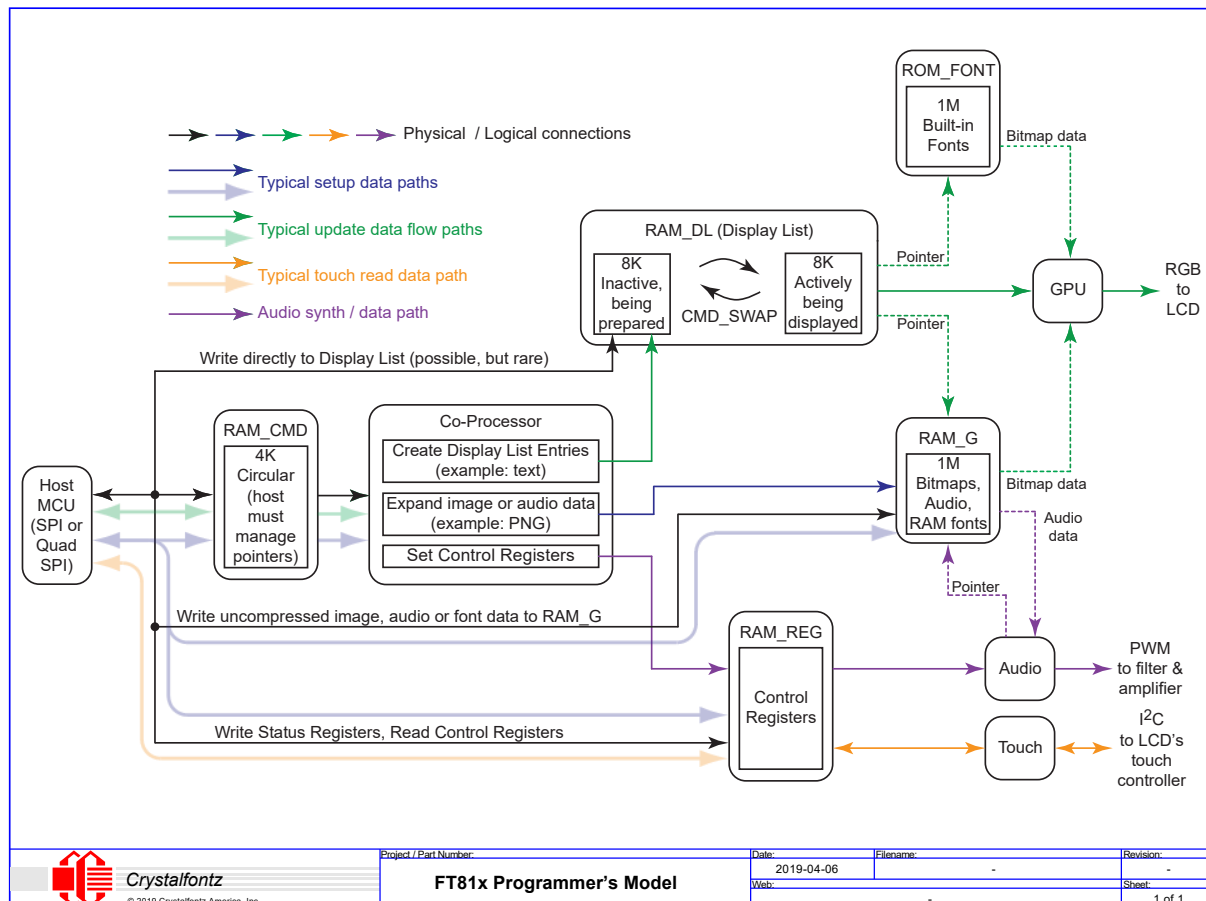 ROM_FONT
1M
Built-in
Fonts
Bitmap data
Physical / Logical connections
Typical setup data paths
Typical update data flow paths
Typical touch read data path
Audio synth / data path
RAM_DL (Display List)
8K
Inactive,
being
prepared
CMD_SWAP
8K
Actively
being
displayed
Pointer
Pointer
GPU
RGB
to
LCD
Write directly to Display List (possible, but rare)
Host
MCU
(SPI or
Quad
SPI)
RAM_CMD
4K
Circular
(host
must
manage
pointers)
Co-Processor
Create Display List Entries
(example: text)
Expand image or audio data
(example: PNG)
Set Control Registers
RAM_G
1M
Bitmaps,
Audio,
RAM fonts
Bitmap data
Audio
data
Pointer
Write uncompressed image, audio or font data to RAM_G
RAM_REG
Control
Registers
Audio
PWM
to filter &
amplifier
Write Status Registers, Read Control Registers
Touch
I²C
to LCD's
touch
controller
Crystalfontz
© 2019 Crystalfontz America, Inc.
Project / Part Number:
FT81x Programmer's Model
Date:
2019-04-06
Filename:
-
Revision:
-
Web:
-
Sheet:
1 of 1